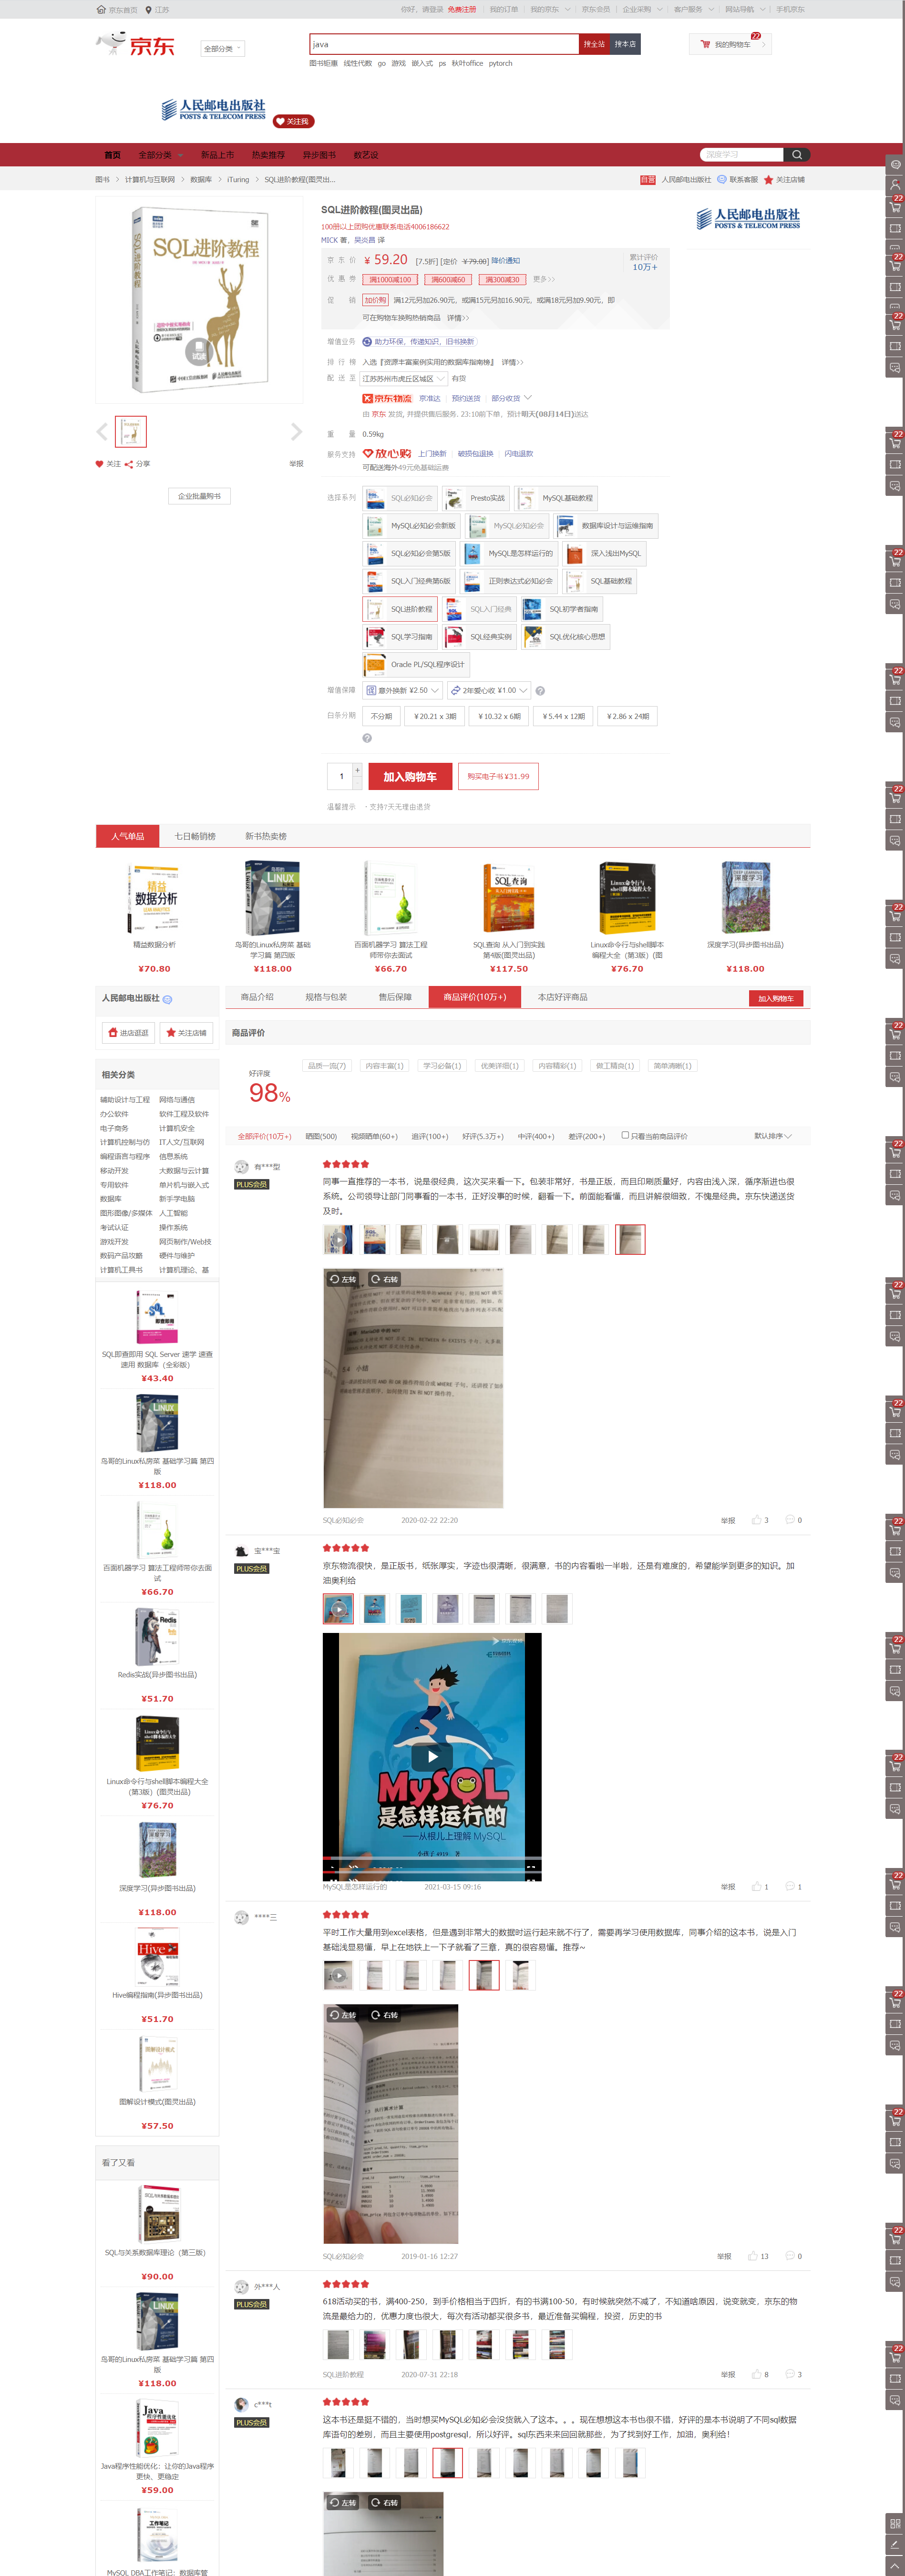 京东首页 江苏
你好，请登录 免费注册 我的订单 我的京东 京东会员 企业采购 客户服务 网站导航 手机京东
京东 全部分类
java 搜全站 搜本店
我的购物车 22
图书钜惠 线性代数 go 游戏 嵌入式 ps 秋叶office pytorch
人民邮电出版社
POSTS & TELECOM PRESS
关注我
首页 全部分类 新品上市 热卖推荐 异步图书 数艺设 深度学习
图书 > 计算机与互联网 > 数据库 > iTuring > SQL进阶教程(图灵出...
自营 人民邮电出版社 联系客服 关注店铺
SQL进阶教程
试读
关注 分享 举报
企业批量购书
SQL进阶教程(图灵出品)
100册以上团购优惠联系电话4006186622
MICK 著，吴炎昌 译
京东价 ¥ 59.20 [7.5折] [定价 ¥79.00] 降价通知
累计评价
10万+
优惠券 满1000减100 满600减60 满300减30 更多>>
促销 加价购 满12元另加26.90元，或满15元另加16.90元，或满18元另加9.90元，即
可在购物车换购热销商品 详情>>
增值业务 助力环保，传递知识，旧书换新
排行榜 入选『资源丰富案例实用的数据库指南榜』 详情>>
配送至 江苏苏州市虎丘区城区 有货
京东物流 京准达 预约送货 部分收货
由 京东 发货, 并提供售后服务. 23:10前下单，预计明天(08月14日)送达
重量 0.59kg
服务支持 放心购 上门换新 破损包退换 闪电退款
可配送海外49元免基础运费
选择系列 SQL必知必会 Presto实战 MySQL基础教程
MySQL必知必会新版 MySQL必知必会 数据库设计与运维指南
SQL必知必会第5版 MySQL是怎样运行的 深入浅出MySQL
SQL入门经典第6版 正则表达式必知必会 SQL基础教程
SQL进阶教程 SQL入门经典 SQL初学者指南
SQL学习指南 SQL经典实例 SQL优化核心思想
Oracle PL/SQL程序设计
增值保障 意外换新 ¥2.50 2年爱心收 ¥1.00
白条分期 不分期 ¥20.21 x 3期 ¥10.32 x 6期 ¥5.44 x 12期 ¥2.86 x 24期
1 加入购物车 购买电子书 ¥31.99
温馨提示 · 支持7天无理由退货
人气单品 七日畅销榜 新书热卖榜
精益数据分析
¥70.80
鸟哥的Linux私房菜 基础
学习篇 第四版
¥118.00
百面机器学习 算法工程
师带你去面试
¥66.70
SQL查询 从入门到实践
第4版(图灵出品)
¥117.50
Linux命令行与shell脚本
编程大全（第3版）(图
¥76.70
深度学习(异步图书出品)
¥118.00
人民邮电出版社
进店逛逛 关注店铺
相关分类
辅助设计与工程 网络与通信
办公软件 软件工程及软件
电子商务 计算机安全
计算机控制与仿 IT人文/互联网
编程语言与程序 信息系统
移动开发 大数据与云计算
专用软件 单片机与嵌入式
数据库 新手学电脑
图形图像/多媒体 人工智能
考试认证 操作系统
游戏开发 网页制作/Web技
数码产品攻略 硬件与维护
计算机工具书 计算机理论、基
SQL即查即用 SQL Server 速学 速查
速用 数据库（全彩版）
¥43.40
鸟哥的Linux私房菜 基础学习篇 第四
版
¥118.00
百面机器学习 算法工程师带你去面
试
¥66.70
Redis实战(异步图书出品)
¥51.70
Linux命令行与shell脚本编程大全
（第3版）(图灵出品)
¥76.70
深度学习(异步图书出品)
¥118.00
Hive编程指南(异步图书出品)
¥51.70
图解设计模式(图灵出品)
¥57.50
看了又看
SQL与关系数据库理论（第三版）
¥90.00
鸟哥的Linux私房菜 基础学习篇 第四
版
¥118.00
Java程序性能优化：让你的Java程序
更快、更稳定
¥59.00
MySQL DBA工作笔记：数据库管
商品介绍 规格与包装 售后保障 商品评价(10万+) 本店好评商品 加入购物车
商品评价
好评度
98%
品质一流(7) 内容丰富(1) 学习必备(1) 优美详细(1) 内容精彩(1) 做工精良(1) 简单清晰(1)
全部评价(10万+) 晒图(500) 视频晒单(60+) 追评(100+) 好评(5.3万+) 中评(400+) 差评(200+) 只看当前商品评价 默认排序
有***型
PLUS会员
同事一直推荐的一本书，说是很经典，这次买来看一下。包装非常好，书是正版，而且印刷质量好，内容由浅入深，循序渐进也很
系统。公司领导让部门同事看的一本书，正好没事的时候，翻看一下。前面能看懂，而且讲解很细致，不愧是经典。京东快递送货
及时。
左转 右转
5.4 小结
SQL必知必会 2020-02-22 22:20 举报 3 0
宝***宝
PLUS会员
京东物流很快，是正版书，纸张厚实，字迹也很清晰，很满意，书的内容看啦一半啦，还是有难度的，希望能学到更多的知识。加
油奥利给
MySQL
是怎样运行的
——从根儿上理解 MySQL
MySQL是怎样运行的 2021-03-15 09:16 举报 1 1
****三
平时工作大量用到excel表格，但是遇到非常大的数据时运行起来就不行了，需要再学习使用数据库，同事介绍的这本书，说是入门
基础浅显易懂，早上在地铁上一下子就看了三章，真的很容易懂。推荐~
左转 右转
SQL必知必会 2019-01-16 12:27 举报 13 0
外***人
PLUS会员
618活动买的书，满400-250，到手价格相当于四折，有的书满100-50，有时候就突然不减了，不知道啥原因，说变就变，京东的物
流是最给力的，优惠力度也很大，每次有活动都买很多书，最近准备买编程，投资，历史的书
SQL进阶教程 2020-07-31 22:18 举报 8 3
c***t
PLUS会员
这本书还是挺不错的，当时想买MySQL必知必会没货就入了这本。。。现在想想这本书也很不错，好评的是本书说明了不同sql数据
库语句的差别，而且主要使用postgresql，所以好评。sql东西来来回回就那些，为了找到好工作，加油，奥利给！
左转 右转